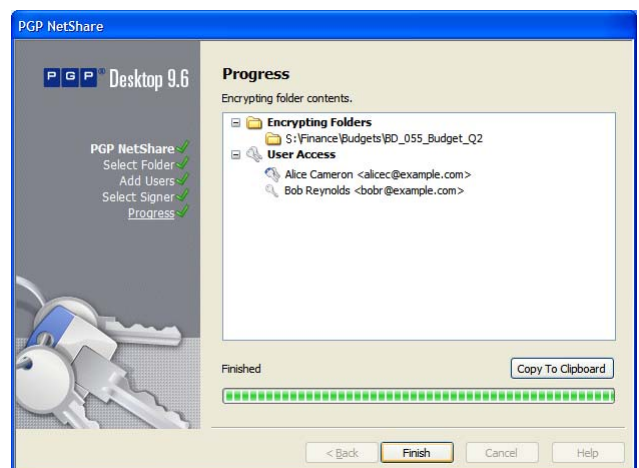 PGP NetShare
PGP® Desktop 9.6
PGP NetShare
Select Folder
Add Users
Select Signer
Progress
Progress
Encrypting folder contents.
Encrypting Folders
S:\Finance\Budgets\BD_055_Budget_Q2
User Access
Alice Cameron <alicec@example.com>
Bob Reynolds <bobr@example.com>
Finished
Copy To Clipboard
< Back
Finish
Cancel
Help